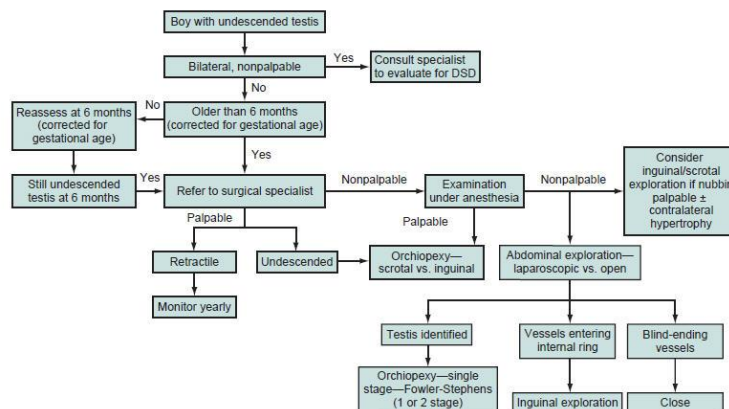 Boy with undescended testis
Bilateral, nonpalpable
Yes
Consult specialist
to evaluate for DSD
No
Reassess at 6 months
(corrected for
gestational age)
No
Older than 6 months
(corrected for gestational age)
Yes
Still undescended
testis at 6 months
Yes
Refer to surgical specialist
Nonpalpable
Examination
under anesthesia
Nonpalpable
Consider
inguinal/scrotal
exploration if nubbin
palpable ±
contralateral
hypertrophy
Palpable
Palpable
Retractile
Undescended
Orchiopexy—
scrotal vs. inguinal
Abdominal exploration—
laparoscopic vs. open
Monitor yearly
Testis identified
Vessels entering
internal ring
Blind-ending
vessels
Orchiopexy—single
stage—Fowler-Stephens
(1 or 2 stage)
Inguinal exploration
Close